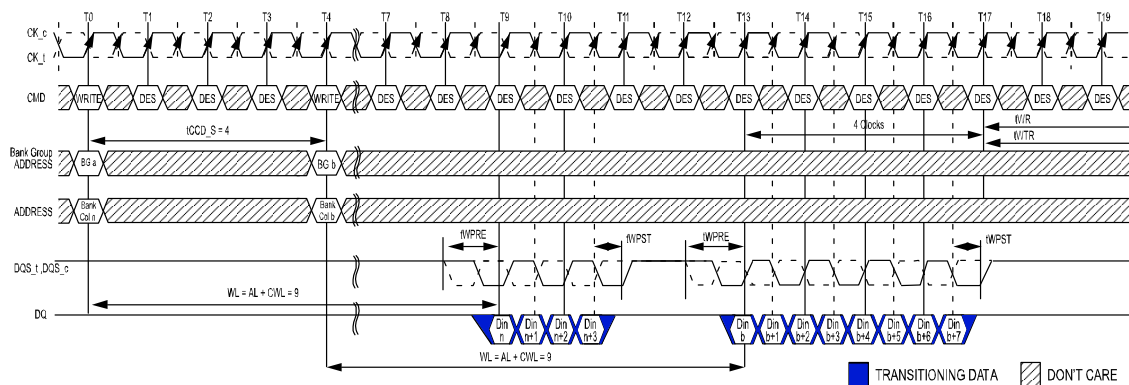 T0 T1 T2 T3 T4 T7 T8 T9 T10 T11 T12 T13 T14 T15 T16 T17 T18 T19
CK_c
CK_t
CMD WRITE DES DES DES WRITE DES DES DES DES DES DES DES DES DES DES DES DES DES
tCCD_S = 4
4 Clocks
tWR
tWTR
Bank Group
ADDRESS
BG a
BG b
ADDRESS
Bank
Col n
Bank
Col b
tWPRE
tWPST
tWPRE
tWPST
DQS_t ,DQS_c
WL = AL + CWL = 9
DQ
Din
n
Din
n+1
Din
n+2
Din
n+3
Din
b
Din
b+1
Din
b+2
Din
b+3
Din
b+4
Din
b+5
Din
b+6
Din
b+7
WL = AL + CWL = 9
TRANSITIONING DATA
DON'T CARE